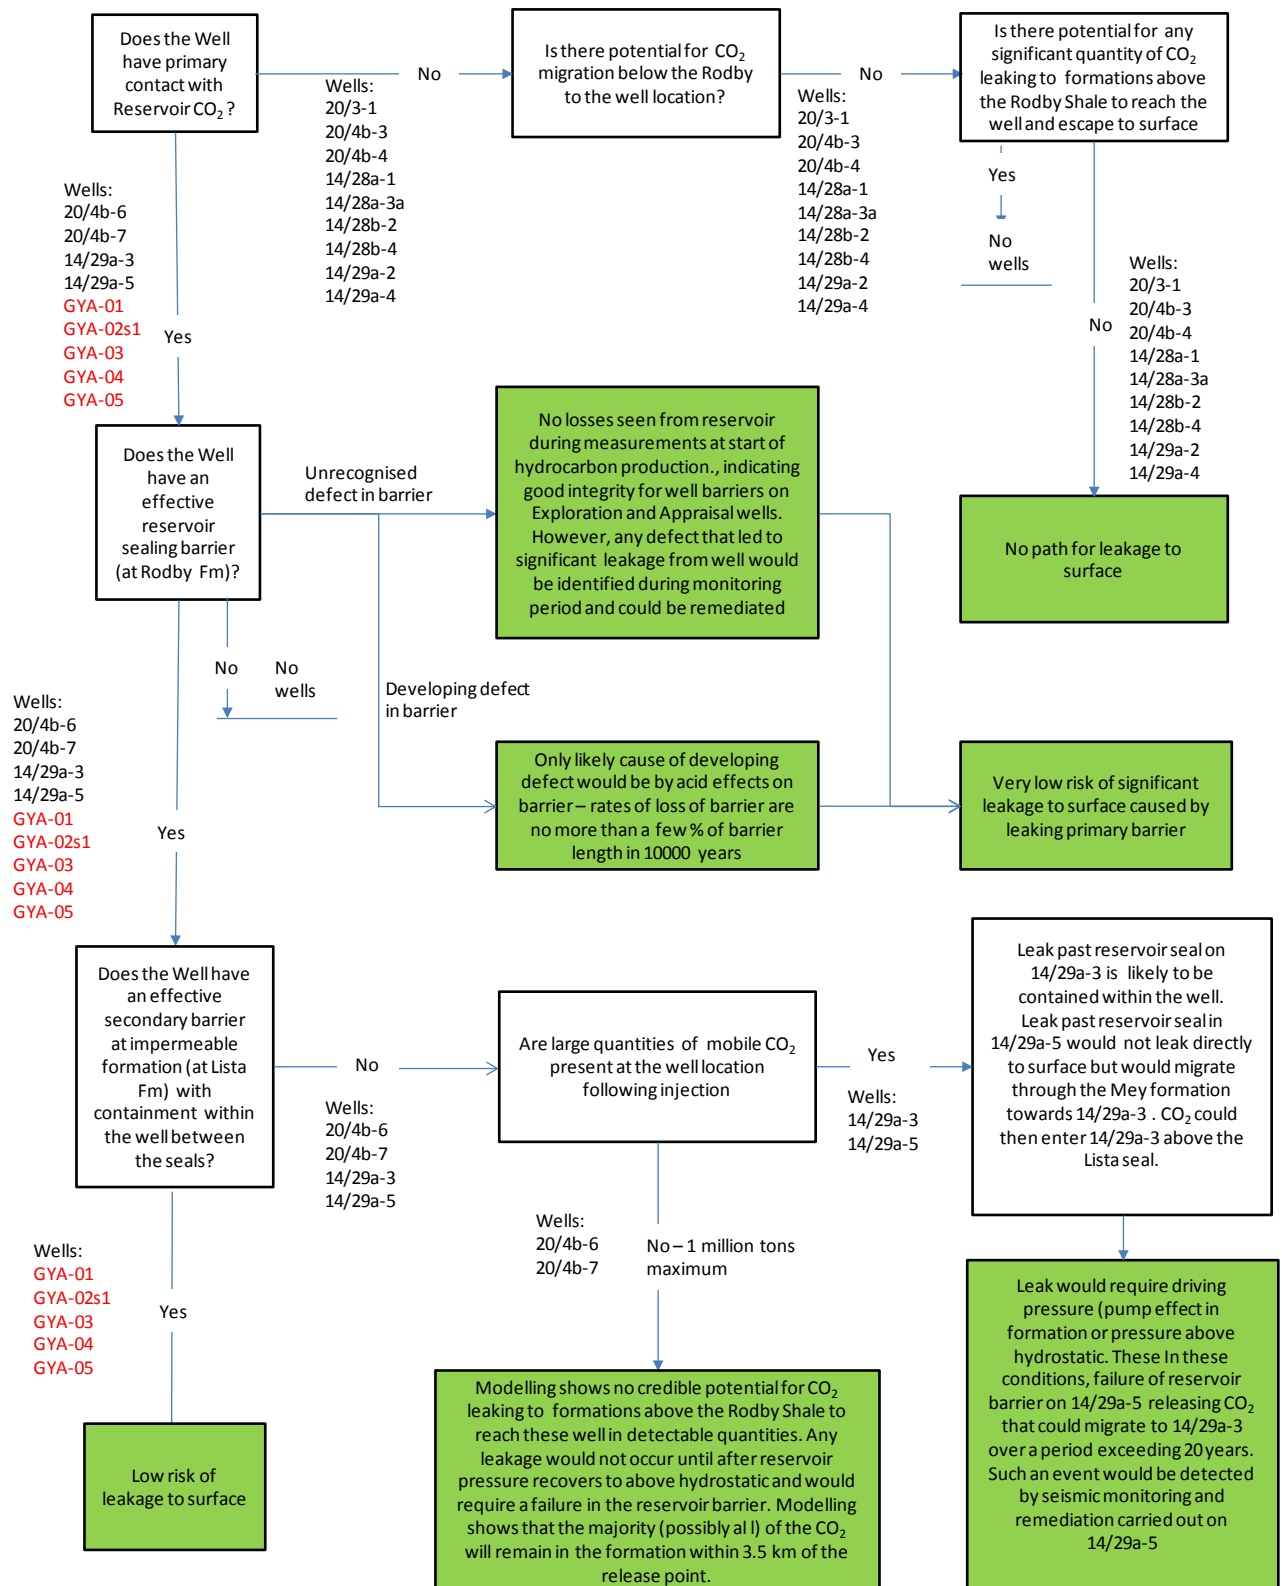 Does the Well
have primary
contact with
Reservoir CO2 ?
No
Wells:
20/3-1
20/4b-3
20/4b-4
14/28a-1
14/28a-3a
14/28b-2
14/28b-4
14/29a-2
14/29a-4
Is there potential for CO2
migration below the Rodby
to the well location?
No
Wells:
20/3-1
20/4b-3
20/4b-4
14/28a-1
14/28a-3a
14/28b-2
14/28b-4
14/29a-2
14/29a-4
Is there potential for any
significant quantity of CO2
leaking to formations above
the Rodby Shale to reach the
well and escape to surface
Yes
No
wells
No
Wells:
20/3-1
20/4b-3
20/4b-4
14/28a-1
14/28a-3a
14/28b-2
14/28b-4
14/29a-2
14/29a-4
No path for leakage to
surface
Wells:
20/4b-6
20/4b-7
14/29a-3
14/29a-5
GYA-01
GYA-02s1
GYA-03
GYA-04
GYA-05
Yes
Does the Well
have an
effective
reservoir
sealing barrier
(at Rodby Fm)?
Unrecognised
defect in barrier
No losses seen from reservoir
during measurements at start of
hydrocarbon production., indicating
good integrity for well barriers on
Exploration and Appraisal wells.
However, any defect that led to
significant leakage from well would
be identified during monitoring
period and could be remediated
No
No
wells
Developing defect
in barrier
Only likely cause of developing
defect would be by acid effects on
barrier – rates of loss of barrier are
no more than a few % of barrier
length in 10000 years
Very low risk of significant
leakage to surface caused by
leaking primary barrier
Wells:
20/4b-6
20/4b-7
14/29a-3
14/29a-5
GYA-01
GYA-02s1
GYA-03
GYA-04
GYA-05
Yes
Does the Well have
an effective
secondary barrier
at impermeable
formation (at Lista
Fm) with
containment within
the well between
the seals?
No
Wells:
20/4b-6
20/4b-7
14/29a-3
14/29a-5
Are large quantities of mobile CO2
present at the well location
following injection
Yes
Wells:
14/29a-3
14/29a-5
Leak past reservoir seal on
14/29a-3 is likely to be
contained within the well.
Leak past reservoir seal in
14/29a-5 would not leak directly
to surface but would migrate
through the Mey formation
towards 14/29a-3 . CO2 could
then enter 14/29a-3 above the
Lista seal.
Wells:
20/4b-6
20/4b-7
No – 1 million tons
maximum
Wells:
GYA-01
GYA-02s1
GYA-03
GYA-04
GYA-05
Yes
Low risk of
leakage to surface
Modelling shows no credible potential for CO2
leaking to formations above the Rodby Shale to
reach these well in detectable quantities. Any
leakage would not occur until after reservoir
pressure recovers to above hydrostatic and would
require a failure in the reservoir barrier. Modelling
shows that the majority (possibly al l) of the CO2
will remain in the formation within 3.5 km of the
release point.
Leak would require driving
pressure (pump effect in
formation or pressure above
hydrostatic. These In these
conditions, failure of reservoir
barrier on 14/29a-5 releasing CO2
that could migrate to 14/29a-3
over a period exceeding 20 years.
Such an event would be detected
by seismic monitoring and
remediation carried out on
14/29a-5